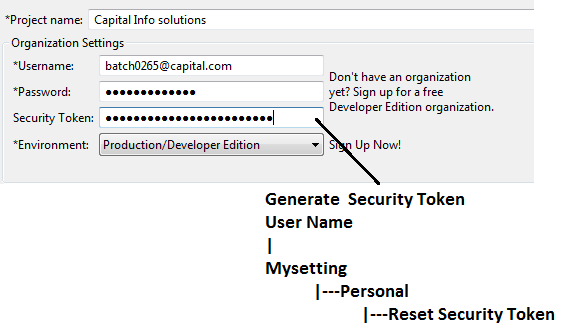 *Project name: Capital Info solutions
Organization Settings
*Username: batch0265@capital.com
*Password: ●●●●●●●●●●●●●
Security Token: ●●●●●●●●●●●●●●●●●●●●●●●●
*Environment: Production/Developer Edition
Don't have an organization
yet? Sign up for a free
Developer Edition organization.
Sign Up Now!
Generate Security Token
User Name
|
Mysetting
|---Personal
|---Reset Security Token